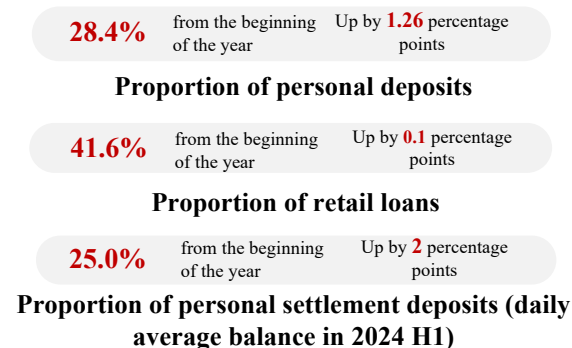 28.4% from the beginning of the year Up by 1.26 percentage points
Proportion of personal deposits
41.6% from the beginning of the year Up by 0.1 percentage points
Proportion of retail loans
25.0% from the beginning of the year Up by 2 percentage points
Proportion of personal settlement deposits (daily
average balance in 2024 H1)